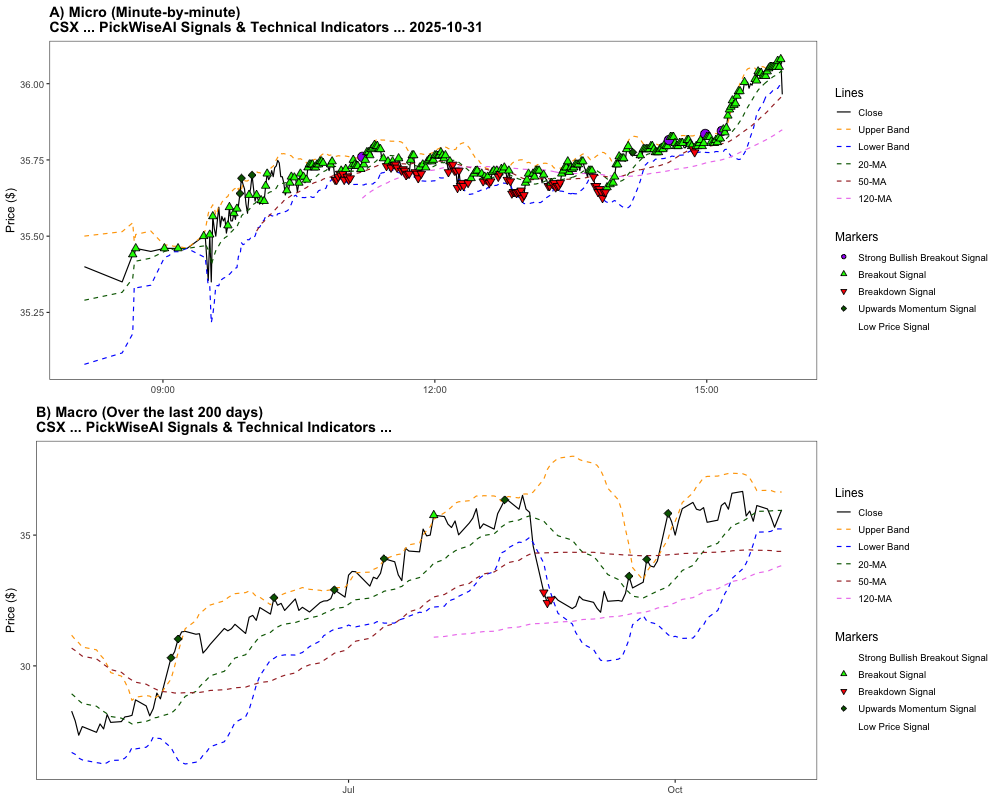 A) Micro (Minute-by-minute)
CSX ... PickWiseAI Signals & Technical Indicators ... 2025-10-31
Price ($)
36.00
35.75
35.50
35.25
09:00
12:00
15:00
Lines
Close
Upper Band
Lower Band
20-MA
50-MA
120-MA
Markers
Strong Bullish Breakout Signal
Breakout Signal
Breakdown Signal
Upwards Momentum Signal
Low Price Signal
B) Macro (Over the last 200 days)
CSX ... PickWiseAI Signals & Technical Indicators ...
Price ($)
35
30
Jul
Oct
Lines
Close
Upper Band
Lower Band
20-MA
50-MA
120-MA
Markers
Strong Bullish Breakout Signal
Breakout Signal
Breakdown Signal
Upwards Momentum Signal
Low Price Signal